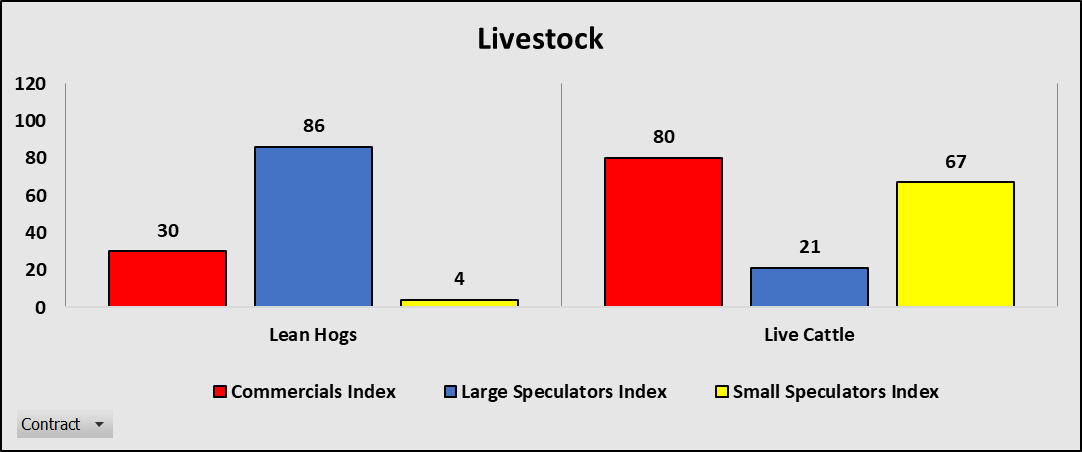 Livestock
120
100
80
60
40
20
0
30
86
4
80
21
67
Lean Hogs
Live Cattle
Commercials Index
Large Speculators Index
Small Speculators Index
Contract